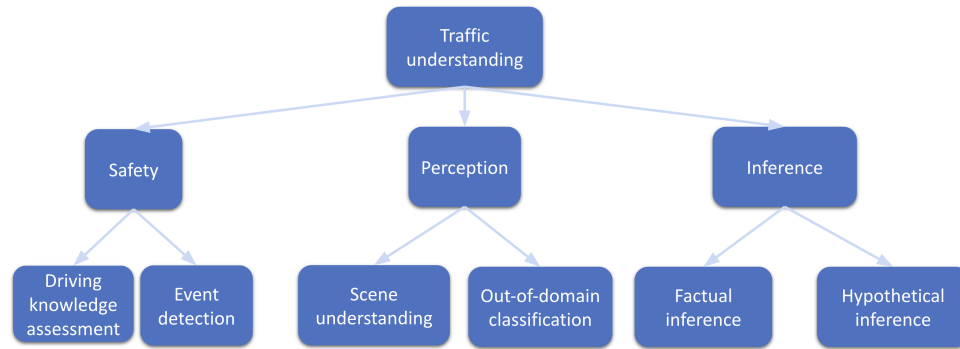 Traffic
understanding
Safety
Perception
Inference
Driving
knowledge
assessment
Event
detection
Scene
understanding
Out-of-domain
classification
Factual
inference
Hypothetical
inference